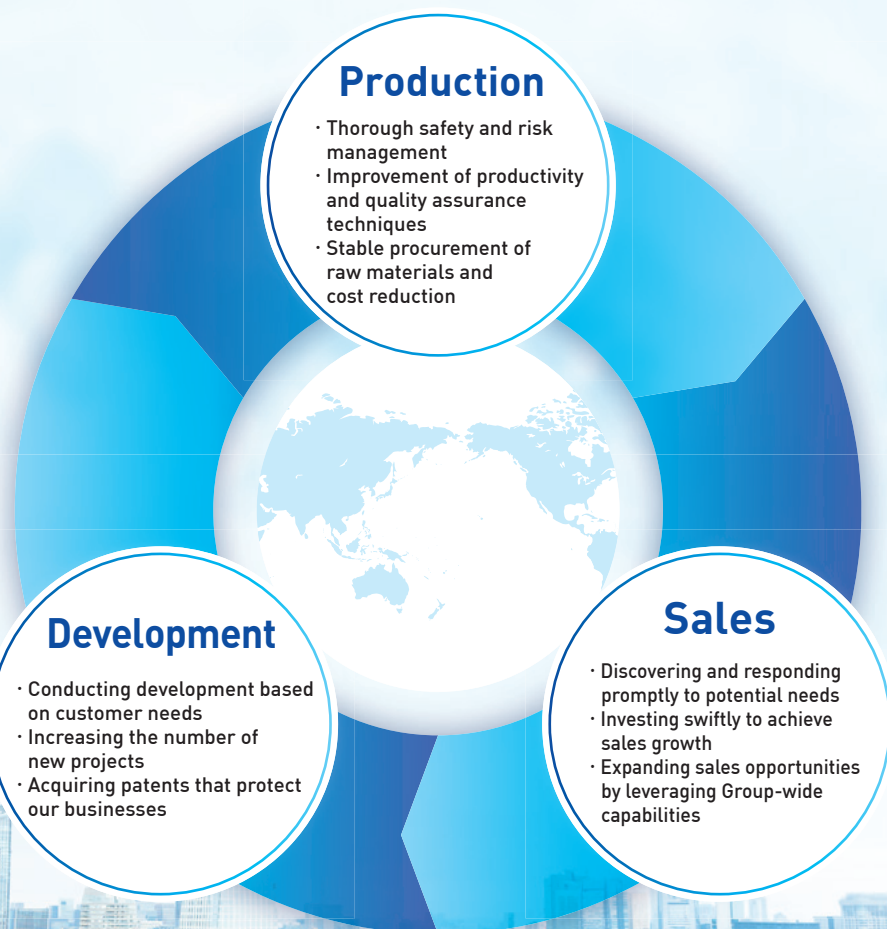 Production
· Thorough safety and risk
management
· Improvement of productivity
and quality assurance
techniques
· Stable procurement of
raw materials and
cost reduction
Development
· Conducting development based
on customer needs
· Increasing the number of
new projects
· Acquiring patents that protect
our businesses
Sales
· Discovering and responding
promptly to potential needs
· Investing swiftly to achieve
sales growth
· Expanding sales opportunities
by leveraging Group-wide
capabilities